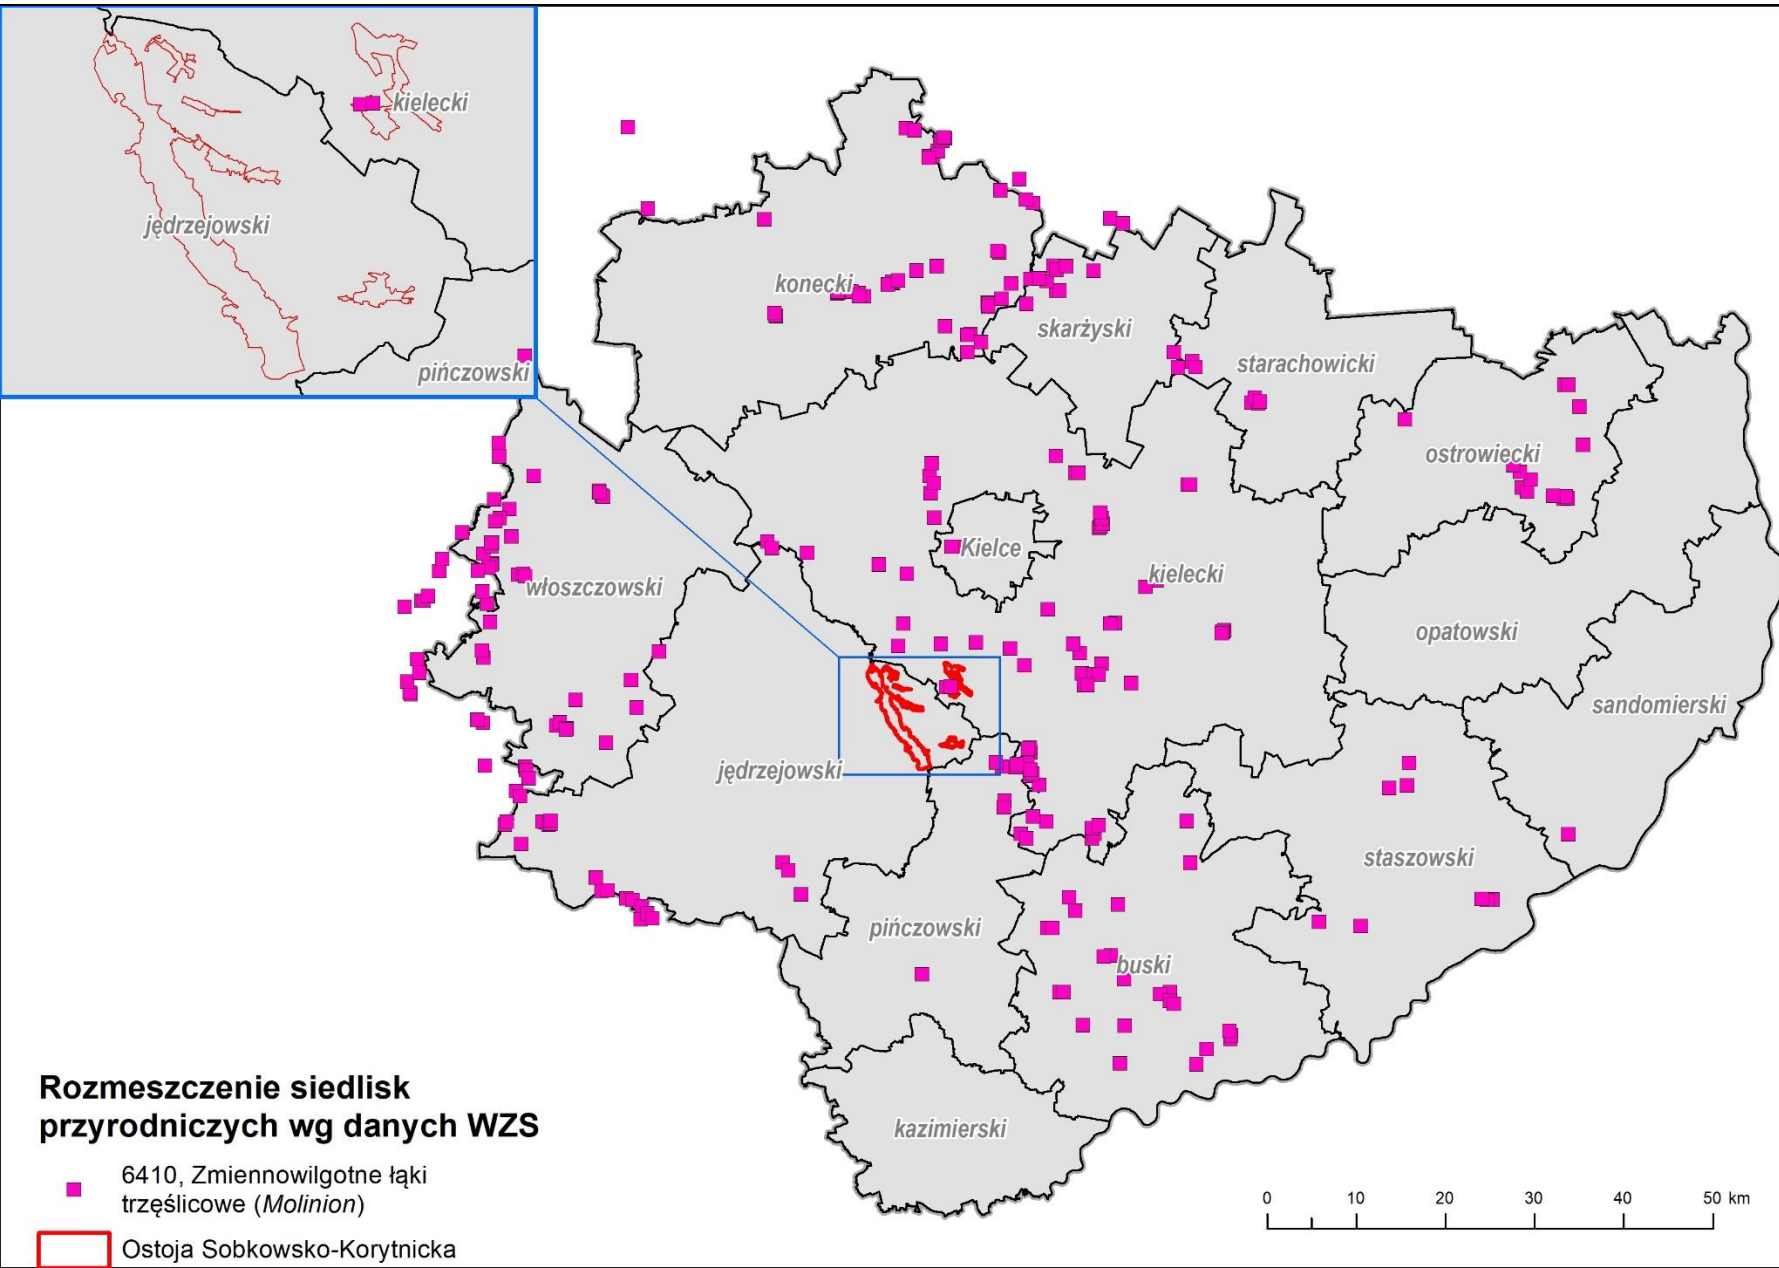 kielecki
jędrzejowski
pińczowski
konecki
skarżyski
starachowicki
ostrowiecki
Kielce
kielecki
włoszczowski
opatowski
sandomierski
jędrzejowski
staszowski
pińczowski
buski
kazimierski
Rozmeszczenie siedlisk
przyrodniczych wg danych WZS
6410, Zmiennowilgotne łąki
trzęślicowe (Molinion)
Ostoja Sobkowsko-Korytnicka
0 10 20 30 40 50 km